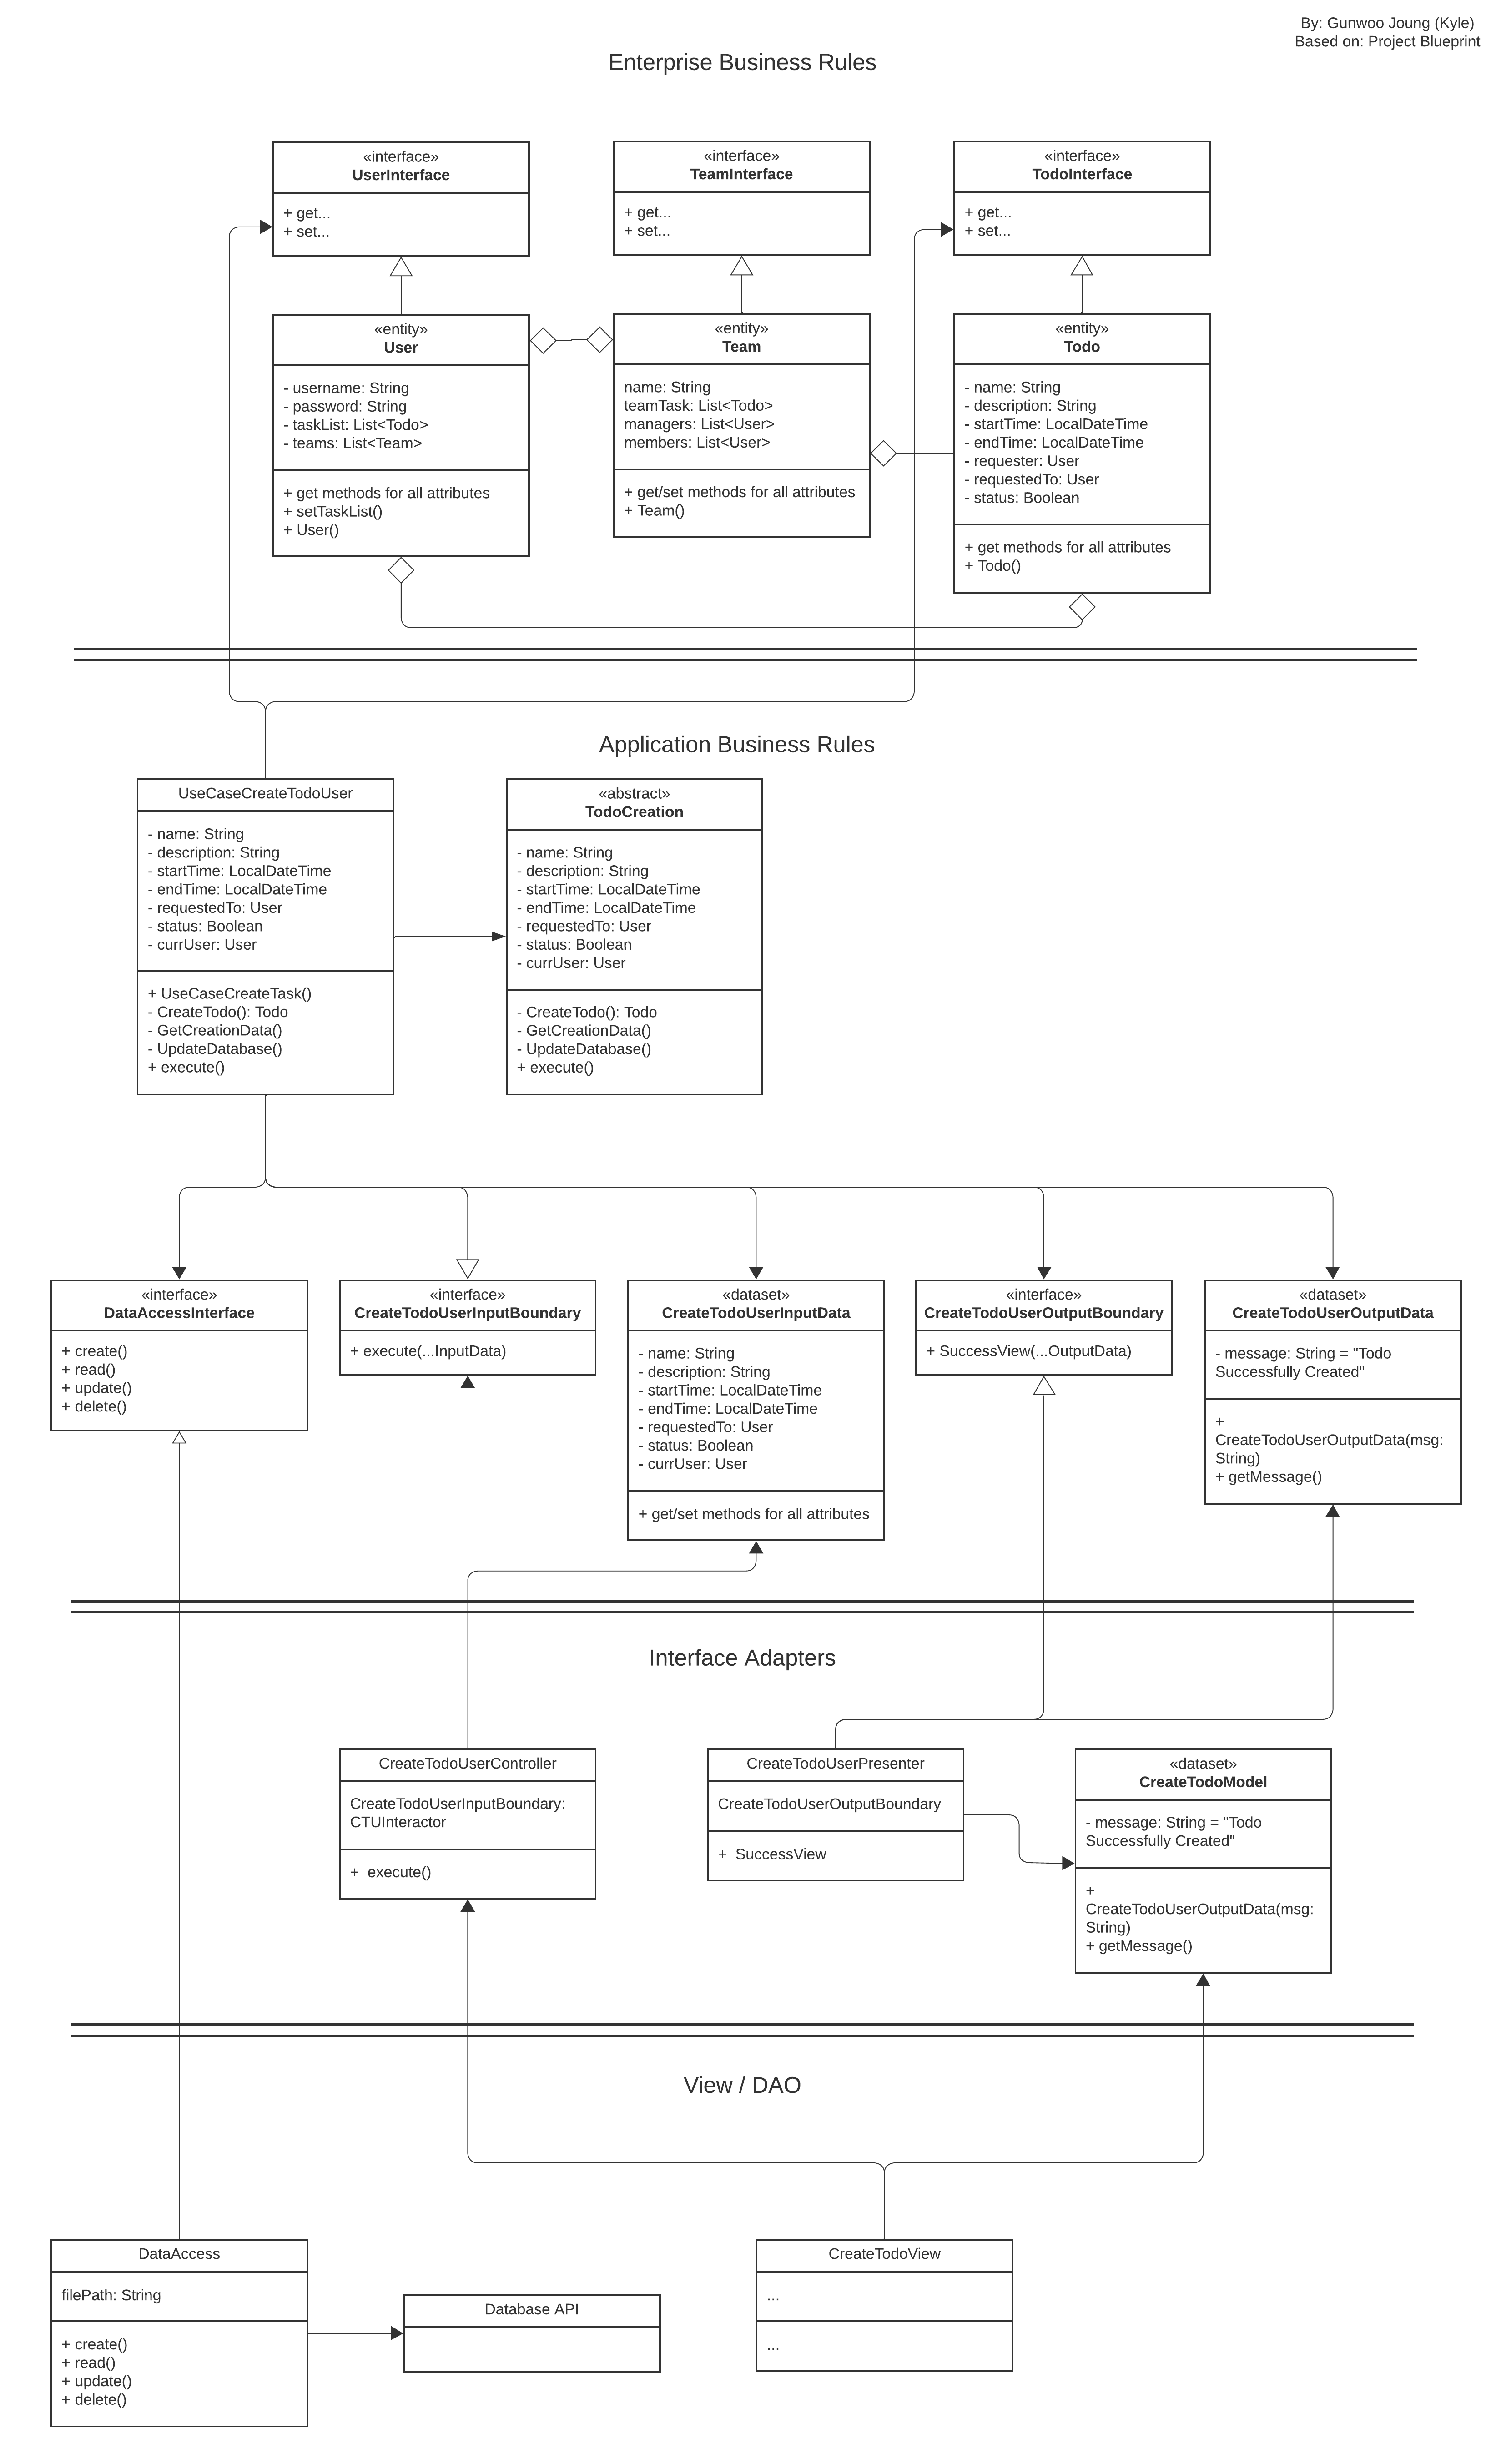 By: Gunwoo Joung (Kyle)
Based on: Project Blueprint
Enterprise Business Rules
«interface»
UserInterface
+ get...
+ set...
«interface»
TeamInterface
+ get...
+ set...
«interface»
TodoInterface
+ get...
+ set...
«entity»
User
- username: String
- password: String
- taskList: List<Todo>
- teams: List<Team>
+ get methods for all attributes
+ setTaskList()
+ User()
«entity»
Team
name: String
teamTask: List<Todo>
managers: List<User>
members: List<User>
+ get/set methods for all attributes
+ Team()
«entity»
Todo
- name: String
- description: String
- startTime: LocalDateTime
- endTime: LocalDateTime
- requester: User
- requestedTo: User
- status: Boolean
+ get methods for all attributes
+ Todo()
Application Business Rules
UseCaseCreateTodoUser
- name: String
- description: String
- startTime: LocalDateTime
- endTime: LocalDateTime
- requestedTo: User
- status: Boolean
- currUser: User
+ UseCaseCreateTask()
- CreateTodo(): Todo
- GetCreationData()
- UpdateDatabase()
+ execute()
«abstract»
TodoCreation
- name: String
- description: String
- startTime: LocalDateTime
- endTime: LocalDateTime
- requestedTo: User
- status: Boolean
- currUser: User
- CreateTodo(): Todo
- GetCreationData()
- UpdateDatabase()
+ execute()
«interface»
DataAccessInterface
+ create()
+ read()
+ update()
+ delete()
«interface»
CreateTodoUserInputBoundary
+ execute(...InputData)
«dataset»
CreateTodoUserInputData
- name: String
- description: String
- startTime: LocalDateTime
- endTime: LocalDateTime
- requestedTo: User
- status: Boolean
- currUser: User
+ get/set methods for all attributes
«interface»
CreateTodoUserOutputBoundary
+ SuccessView(...OutputData)
«dataset»
CreateTodoUserOutputData
- message: String = "Todo
Successfully Created"
+
CreateTodoUserOutputData(msg:
String)
+ getMessage()
Interface Adapters
CreateTodoUserController
CreateTodoUserInputBoundary:
CTUInteractor
+  execute()
CreateTodoUserPresenter
CreateTodoUserOutputBoundary
+  SuccessView
«dataset»
CreateTodoModel
- message: String = "Todo
Successfully Created"
+
CreateTodoUserOutputData(msg:
String)
+ getMessage()
View / DAO
DataAccess
filePath: String
+ create()
+ read()
+ update()
+ delete()
Database API
CreateTodoView
...
...